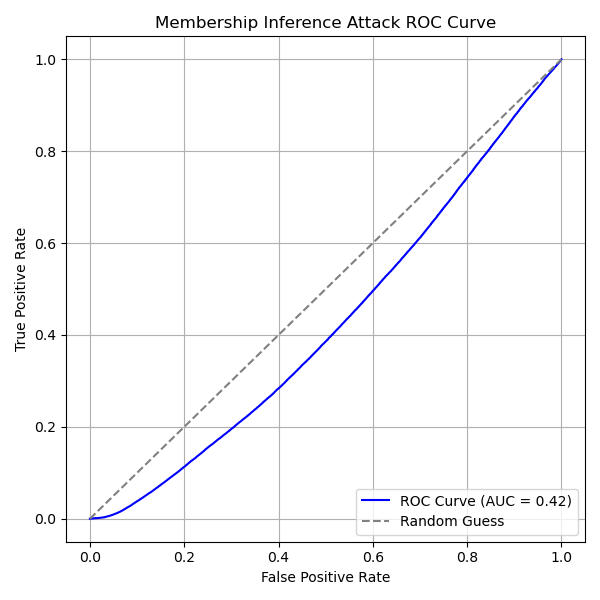 Membership Inference Attack ROC Curve
True Positive Rate
1.0
0.8
0.6
0.4
0.2
0.0
ROC Curve (AUC = 0.42)
Random Guess
0.0 0.2 0.4 0.6 0.8 1.0
False Positive Rate